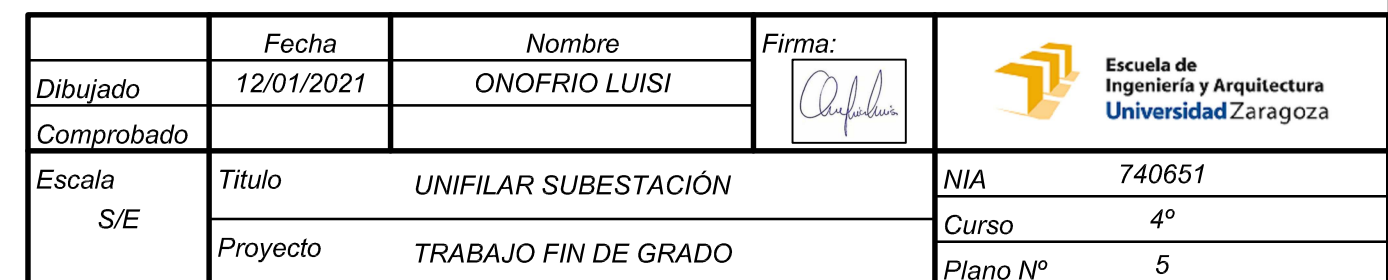 Fecha Nombre Firma:
Dibujado 12/01/2021 ONOFRIO LUISI
Comprobado
Escuela de
Ingeniería y Arquitectura
Universidad Zaragoza
Escala Titulo UNIFILAR SUBESTACIÓN NIA 740651
S/E Curso 4º
Proyecto TRABAJO FIN DE GRADO Plano Nº 5